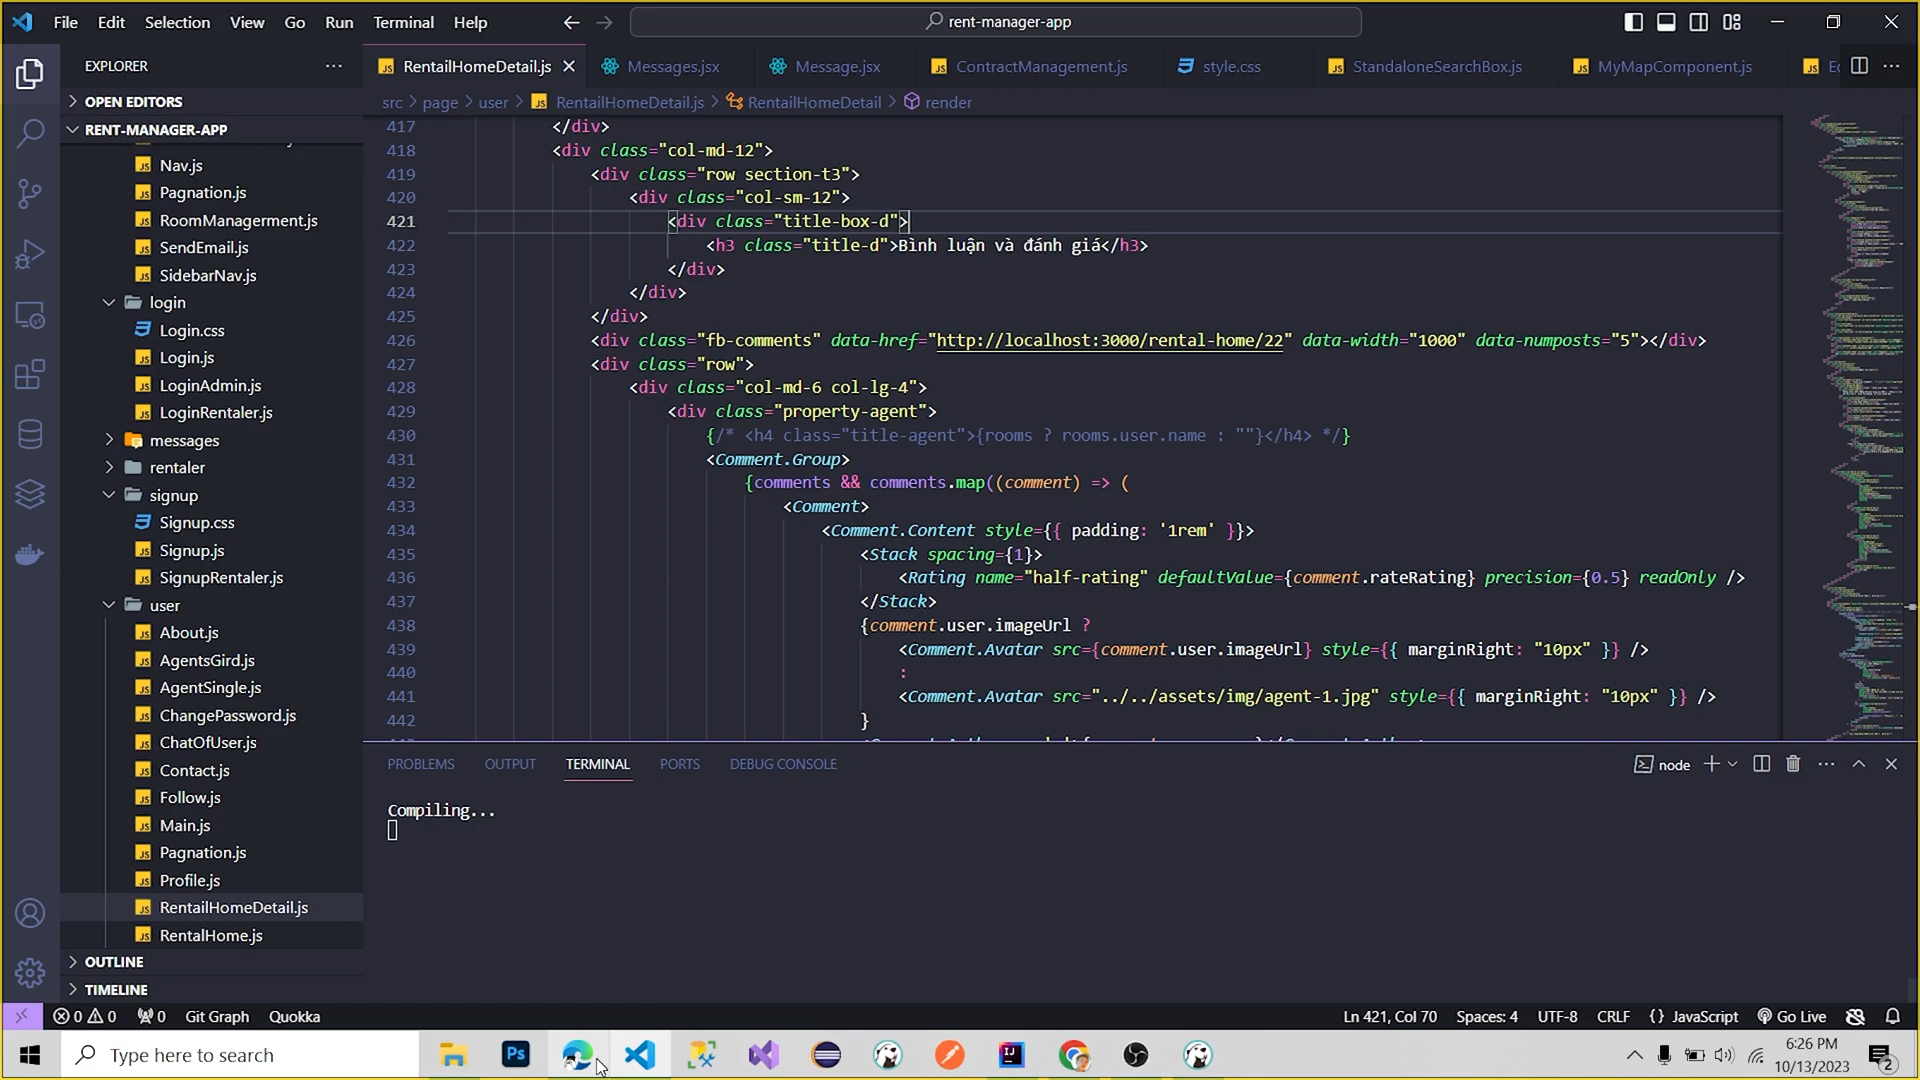 File Edit Selection View Go Run Terminal Help
rent-manager-app
EXPLORER
RentailHomeDetail.js Messages.jsx Message.jsx ContractManagement.js style.css StandaloneSearchBox.js MyMapComponent.js
OPEN EDITORS
src > page > user > RentailHomeDetail.js > RentailHomeDetail > render
RENT-MANAGER-APP
Nav.js
Pagnation.js
RoomManagerment.js
SendEmail.js
SidebarNav.js
login
Login.css
Login.js
LoginAdmin.js
LoginRentaler.js
messages
rentaler
signup
Signup.css
Signup.js
SignupRentaler.js
user
About.js
AgentsGird.js
AgentSingle.js
ChangePassword.js
ChatOfUser.js
Contact.js
Follow.js
Main.js
Pagnation.js
Profile.js
RentailHomeDetail.js
RentalHome.js
OUTLINE
TIMELINE
417 </div>
418 <div class="col-md-12">
419 <div class="row section-t3">
420 <div class="col-sm-12">
421 <div class="title-box-d">
422 <h3 class="title-d">Bình luận và đánh giá</h3>
423 </div>
424 </div>
425 </div>
426 <div class="fb-comments" data-href="http://localhost:3000/rental-home/22" data-width="1000" data-numposts="5"></div>
427 <div class="row">
428 <div class="col-md-6 col-lg-4">
429 <div class="property-agent">
430 {/* <h4 class="title-agent">{rooms ? rooms.user.name : ""}</h4> */}
431 <Comment.Group>
432 {comments && comments.map((comment) => (
433 <Comment>
434 <Comment.Content style={{ padding: '1rem' }}>
435 <Stack spacing={1}>
436 <Rating name="half-rating" defaultValue={comment.rateRating} precision={0.5} readOnly />
437 </Stack>
438 {comment.user.imageUrl ?
439 <Comment.Avatar src={comment.user.imageUrl} style={{ marginRight: "10px" }} />
440 :
441 <Comment.Avatar src="../../assets/img/agent-1.jpg" style={{ marginRight: "10px" }} />
442 }
PROBLEMS OUTPUT TERMINAL PORTS DEBUG CONSOLE
node
Compiling...
0 0 0 Git Graph Quokka
Ln 421, Col 70 Spaces: 4 UTF-8 CRLF {} JavaScript Go Live
Type here to search
6:26 PM
10/13/2023
2